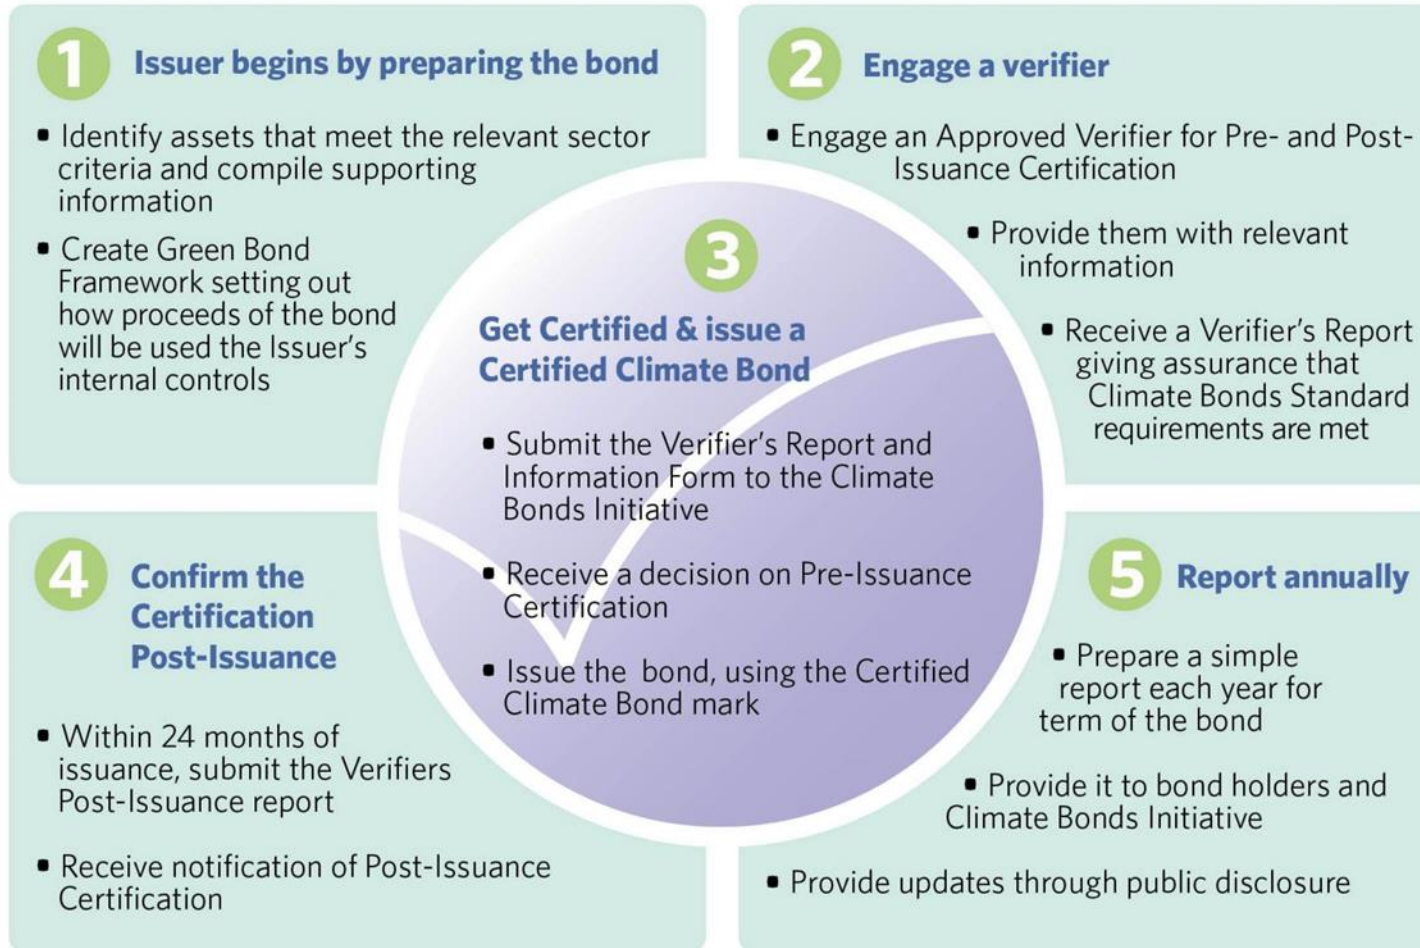 1 Issuer begins by preparing the bond
▪ Identify assets that meet the relevant sector
criteria and compile supporting
information
▪ Create Green Bond
Framework setting out
how proceeds of the bond
will be used the Issuer's
internal controls
2 Engage a verifier
▪ Engage an Approved Verifier for Pre- and Post-
Issuance Certification
▪ Provide them with relevant
information
▪ Receive a Verifier's Report
giving assurance that
Climate Bonds Standard
requirements are met
3
Get Certified & issue a
Certified Climate Bond
▪ Submit the Verifier's Report and
Information Form to the Climate
Bonds Initiative
▪ Receive a decision on Pre-Issuance
Certification
▪ Issue the bond, using the Certified
Climate Bond mark
4 Confirm the
Certification
Post-Issuance
▪ Within 24 months of
issuance, submit the Verifiers
Post-Issuance report
▪ Receive notification of Post-Issuance
Certification
5 Report annually
▪ Prepare a simple
report each year for
term of the bond
▪ Provide it to bond holders and
Climate Bonds Initiative
▪ Provide updates through public disclosure